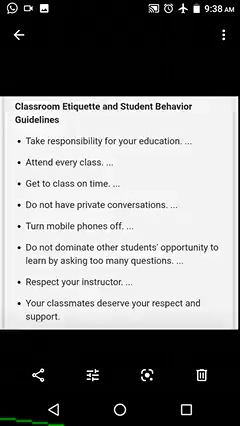 9:38 AM
Classroom Etiquette and Student Behavior
Guidelines
• Take responsibility for your education. ...
• Attend every class. ...
• Get to class on time. ...
• Do not have private conversations. ...
• Turn mobile phones off. ...
• Do not dominate other students' opportunity to
learn by asking too many questions. ...
• Respect your instructor. ...
• Your classmates deserve your respect and
support.